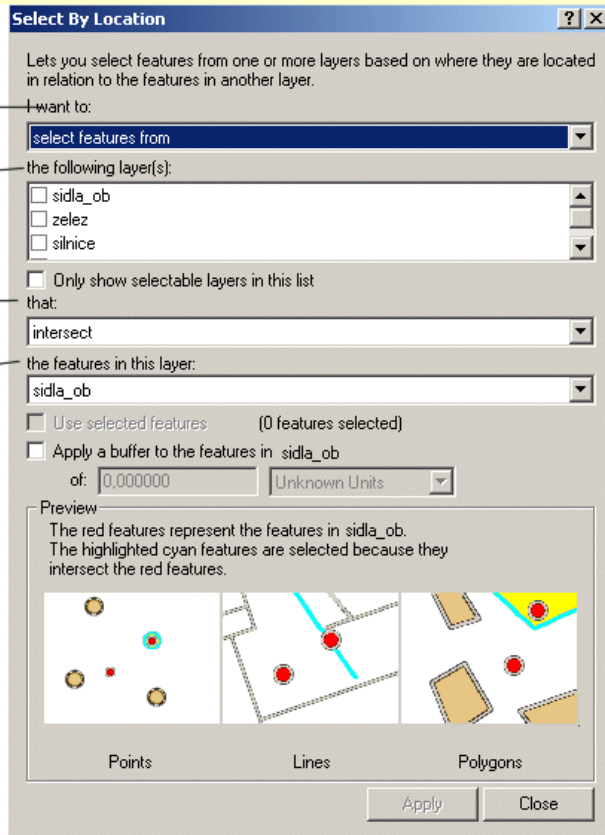 Select By Location
Lets you select features from one or more layers based on where they are located
in relation to the features in another layer.
I want to:
select features from
the following layer(s):
sidla_ob
zelez
silnice
Only show selectable layers in this list
that:
intersect
the features in this layer:
sidla_ob
Use selected features (0 features selected)
Apply a buffer to the features in sidla_ob
of: 0,000000 Unknown Units
Preview
The red features represent the features in sidla_ob.
The highlighted cyan features are selected because they
intersect the red features.
Points Lines Polygons
Apply Close